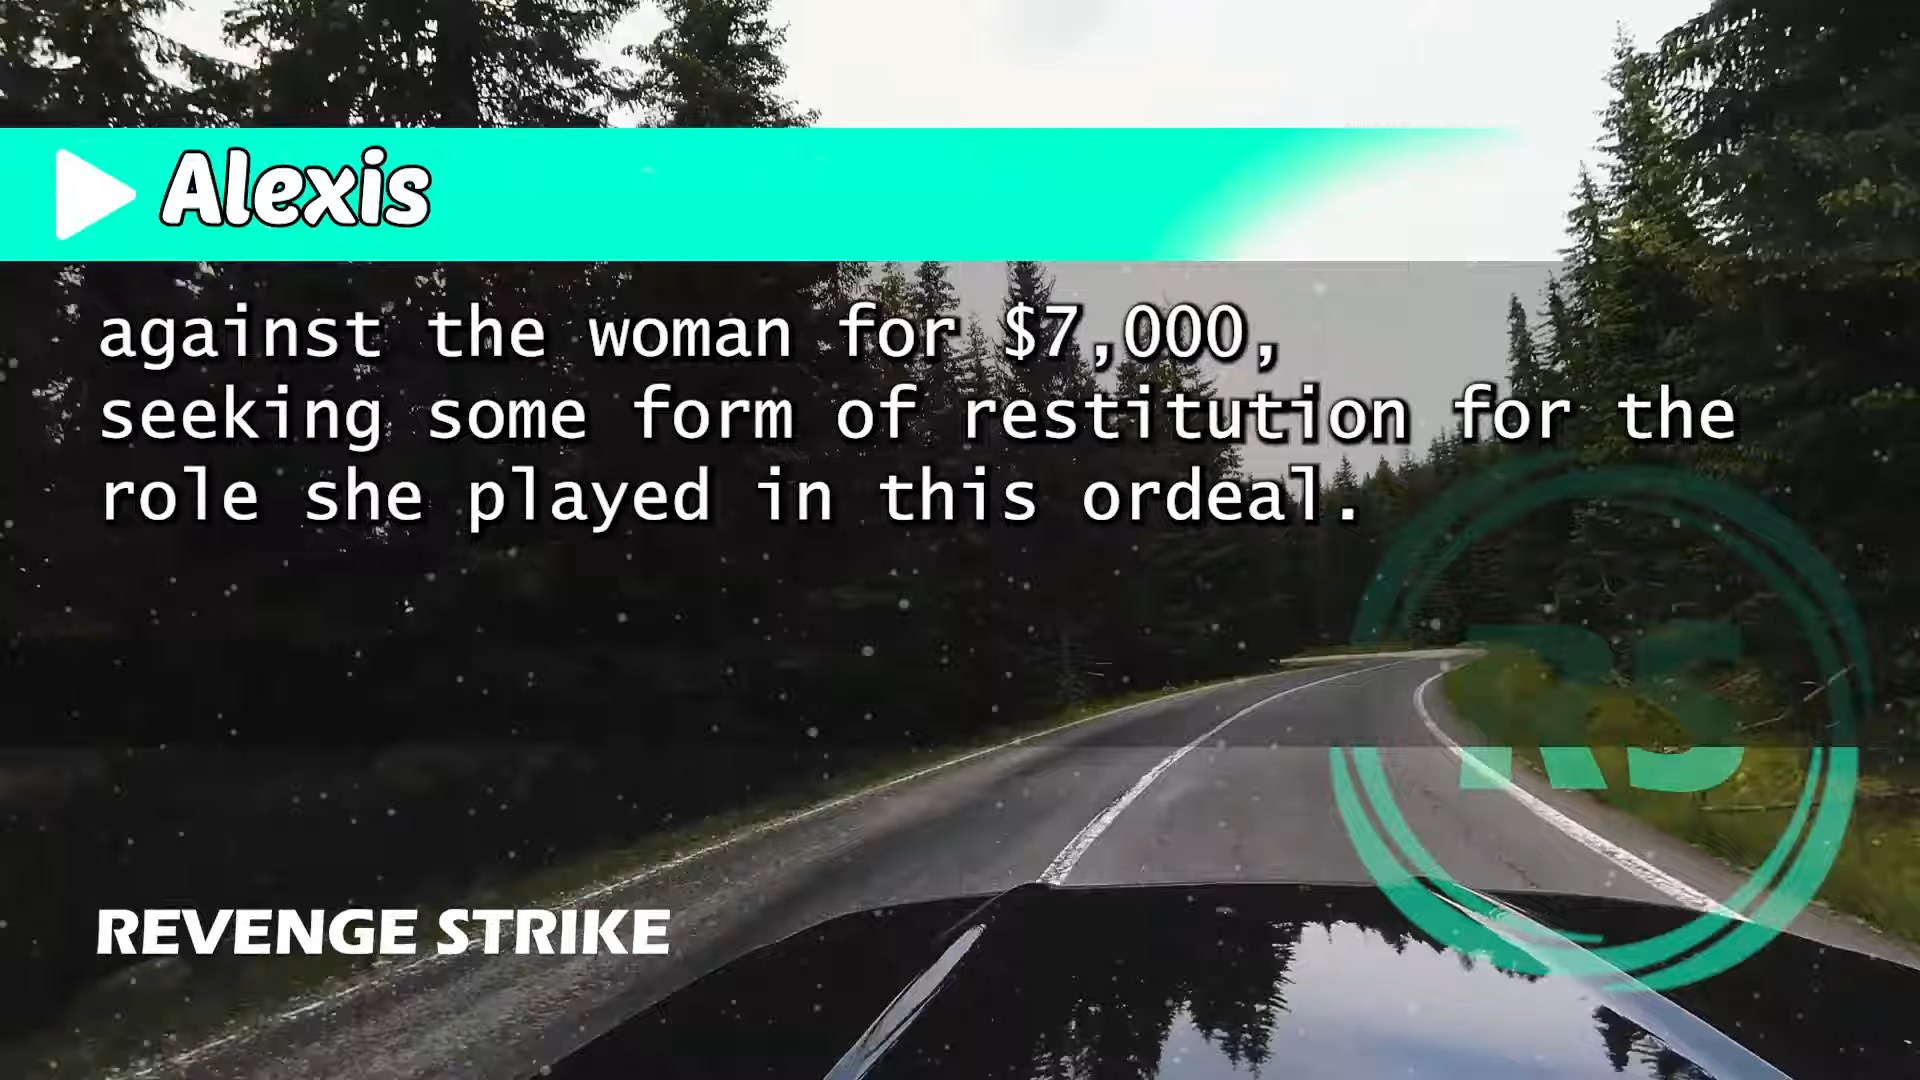 Alexis
against the woman for $7,000,
seeking some form of restitution for the
role she played in this ordeal.
RS
REVENGE STRIKE